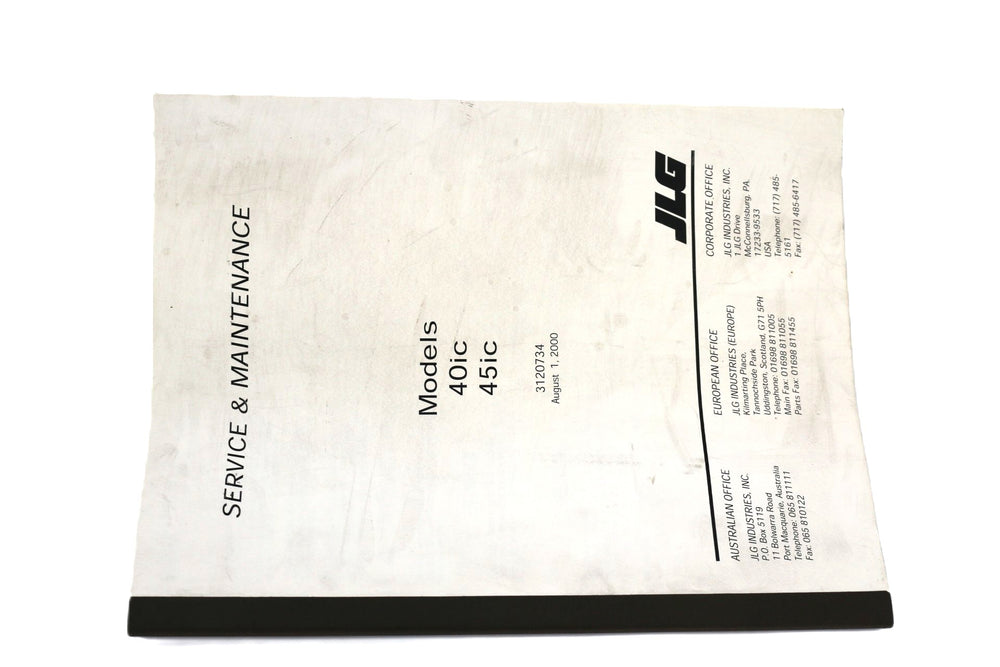 SERVICE & MAINTENANCE
Models
40ic
45ic
3120734
August 1, 2000
JLG
CORPORATE OFFICE
JLG INDUSTRIES, INC.
1 JLG Drive
McConnellsburg, PA.
17233-9533
USA
Telephone: (717) 485-
5161
Fax: (717) 485-6417
EUROPEAN OFFICE
JLG INDUSTRIES (EUROPE)
Kilmarting Place,
Tannochside Park
Uddingston, Scotland, G71 5PH
Telephone: 01698 811005
Main Fax: 01698 811055
Parts Fax: 01698 811455
AUSTRALIAN OFFICE
JLG INDUSTRIES, INC.
P.O. Box 5119
11 Bolwarra Road
Port Macquarie, Australia
Telephone: 065 811111
Fax: 065 810122